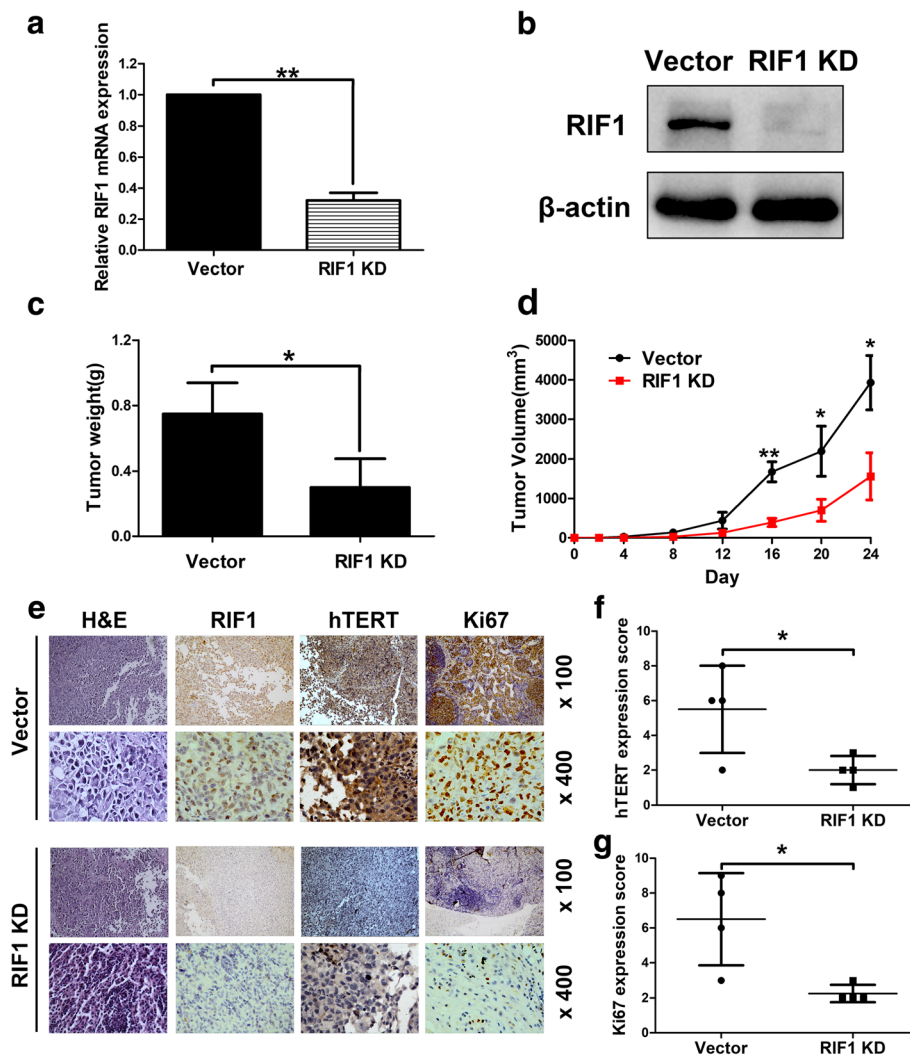 a
Relative RIF1 mRNA expression
1.2
1.0
0.8
0.6
0.4
0.2
0.0
**
Vector
RIF1 KD
b
Vector RIF1 KD
RIF1
β-actin
c
Tumor weight(g)
1.2
0.8
0.4
0.0
*
Vector
RIF1 KD
d
Tumor Volume(mm³)
5000
4000
3000
2000
1000
0
Vector
RIF1 KD
**
*
*
0 4 8 12 16 20 24
Day
e
H&E RIF1 hTERT Ki67
Vector
x 100
x 400
RIF1 KD
x 100
x 400
f
hTERT expression score
10
8
6
4
2
0
*
Vector
RIF1 KD
g
Ki67 expression score
10
8
6
4
2
0
*
Vector
RIF1 KD